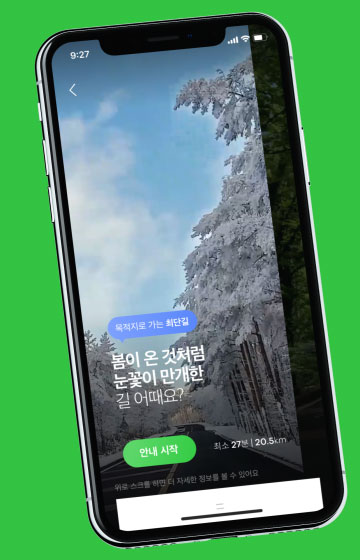 9:27
목적지로 가는 최단길
봄이 온 것처럼
눈꽃이 만개한
길 어때요?
안내 시작
최소 27분 | 20.5km
위로 스크롤 하면 더 자세한 정보를 볼 수 있어요